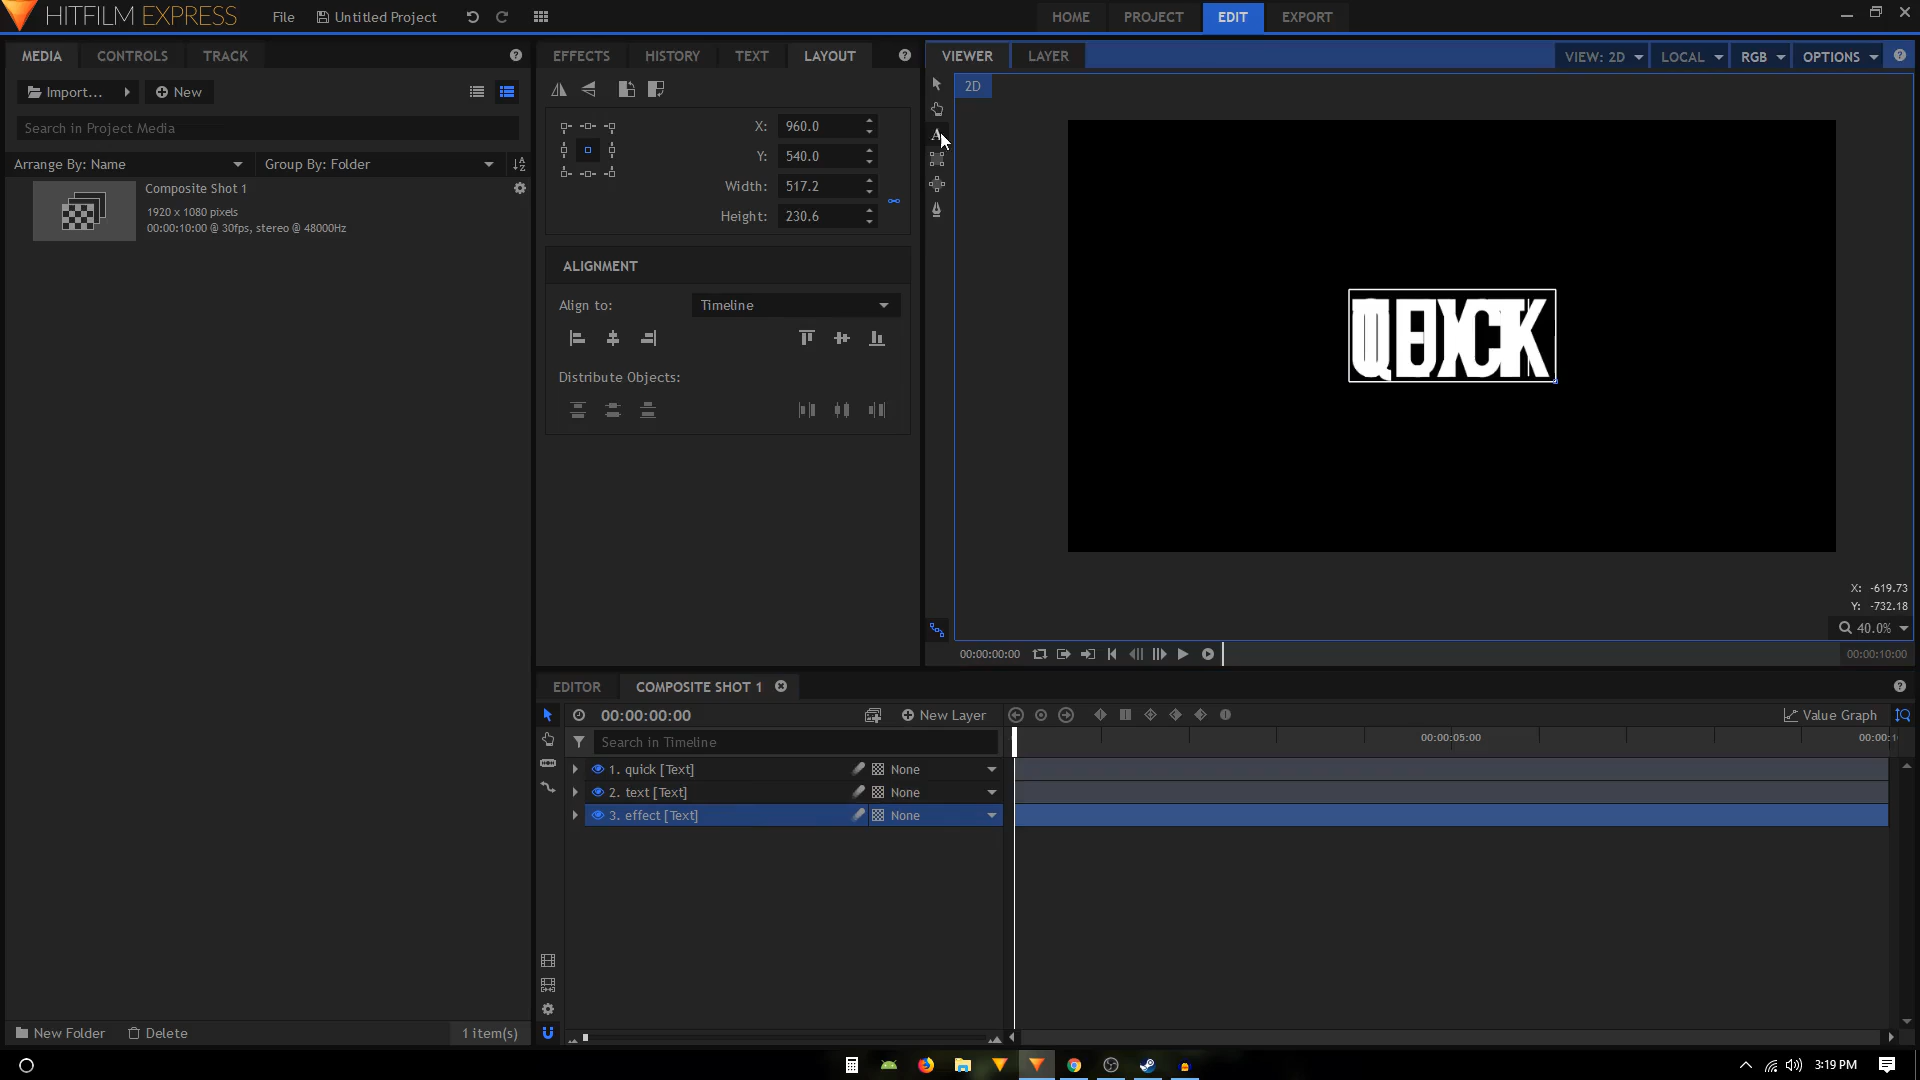 HITFILM EXPRESS
File
Untitled Project
HOME
PROJECT
EDIT
EXPORT
MEDIA
CONTROLS
TRACK
EFFECTS
HISTORY
TEXT
LAYOUT
VIEWER
LAYER
VIEW: 2D
LOCAL
RGB
OPTIONS
Import...
New
Search in Project Media
Arrange By: Name
Group By: Folder
Composite Shot 1
1920 x 1080 pixels
00:00:10:00 @ 30fps, stereo @ 48000Hz
X: 960.0
Y: 540.0
Width: 517.2
Height: 230.6
ALIGNMENT
Align to: Timeline
Distribute Objects:
2D
QUICK
X: -619.73
Y: -732.18
40.0%
00:00:00:00
00:00:10:00
EDITOR
COMPOSITE SHOT 1
00:00:00:00
New Layer
Value Graph
Search in Timeline
00:00:05:00
00:00:1
1. quick [Text]
None
2. text [Text]
None
3. effect [Text]
None
New Folder
Delete
1 item(s)
3:19 PM